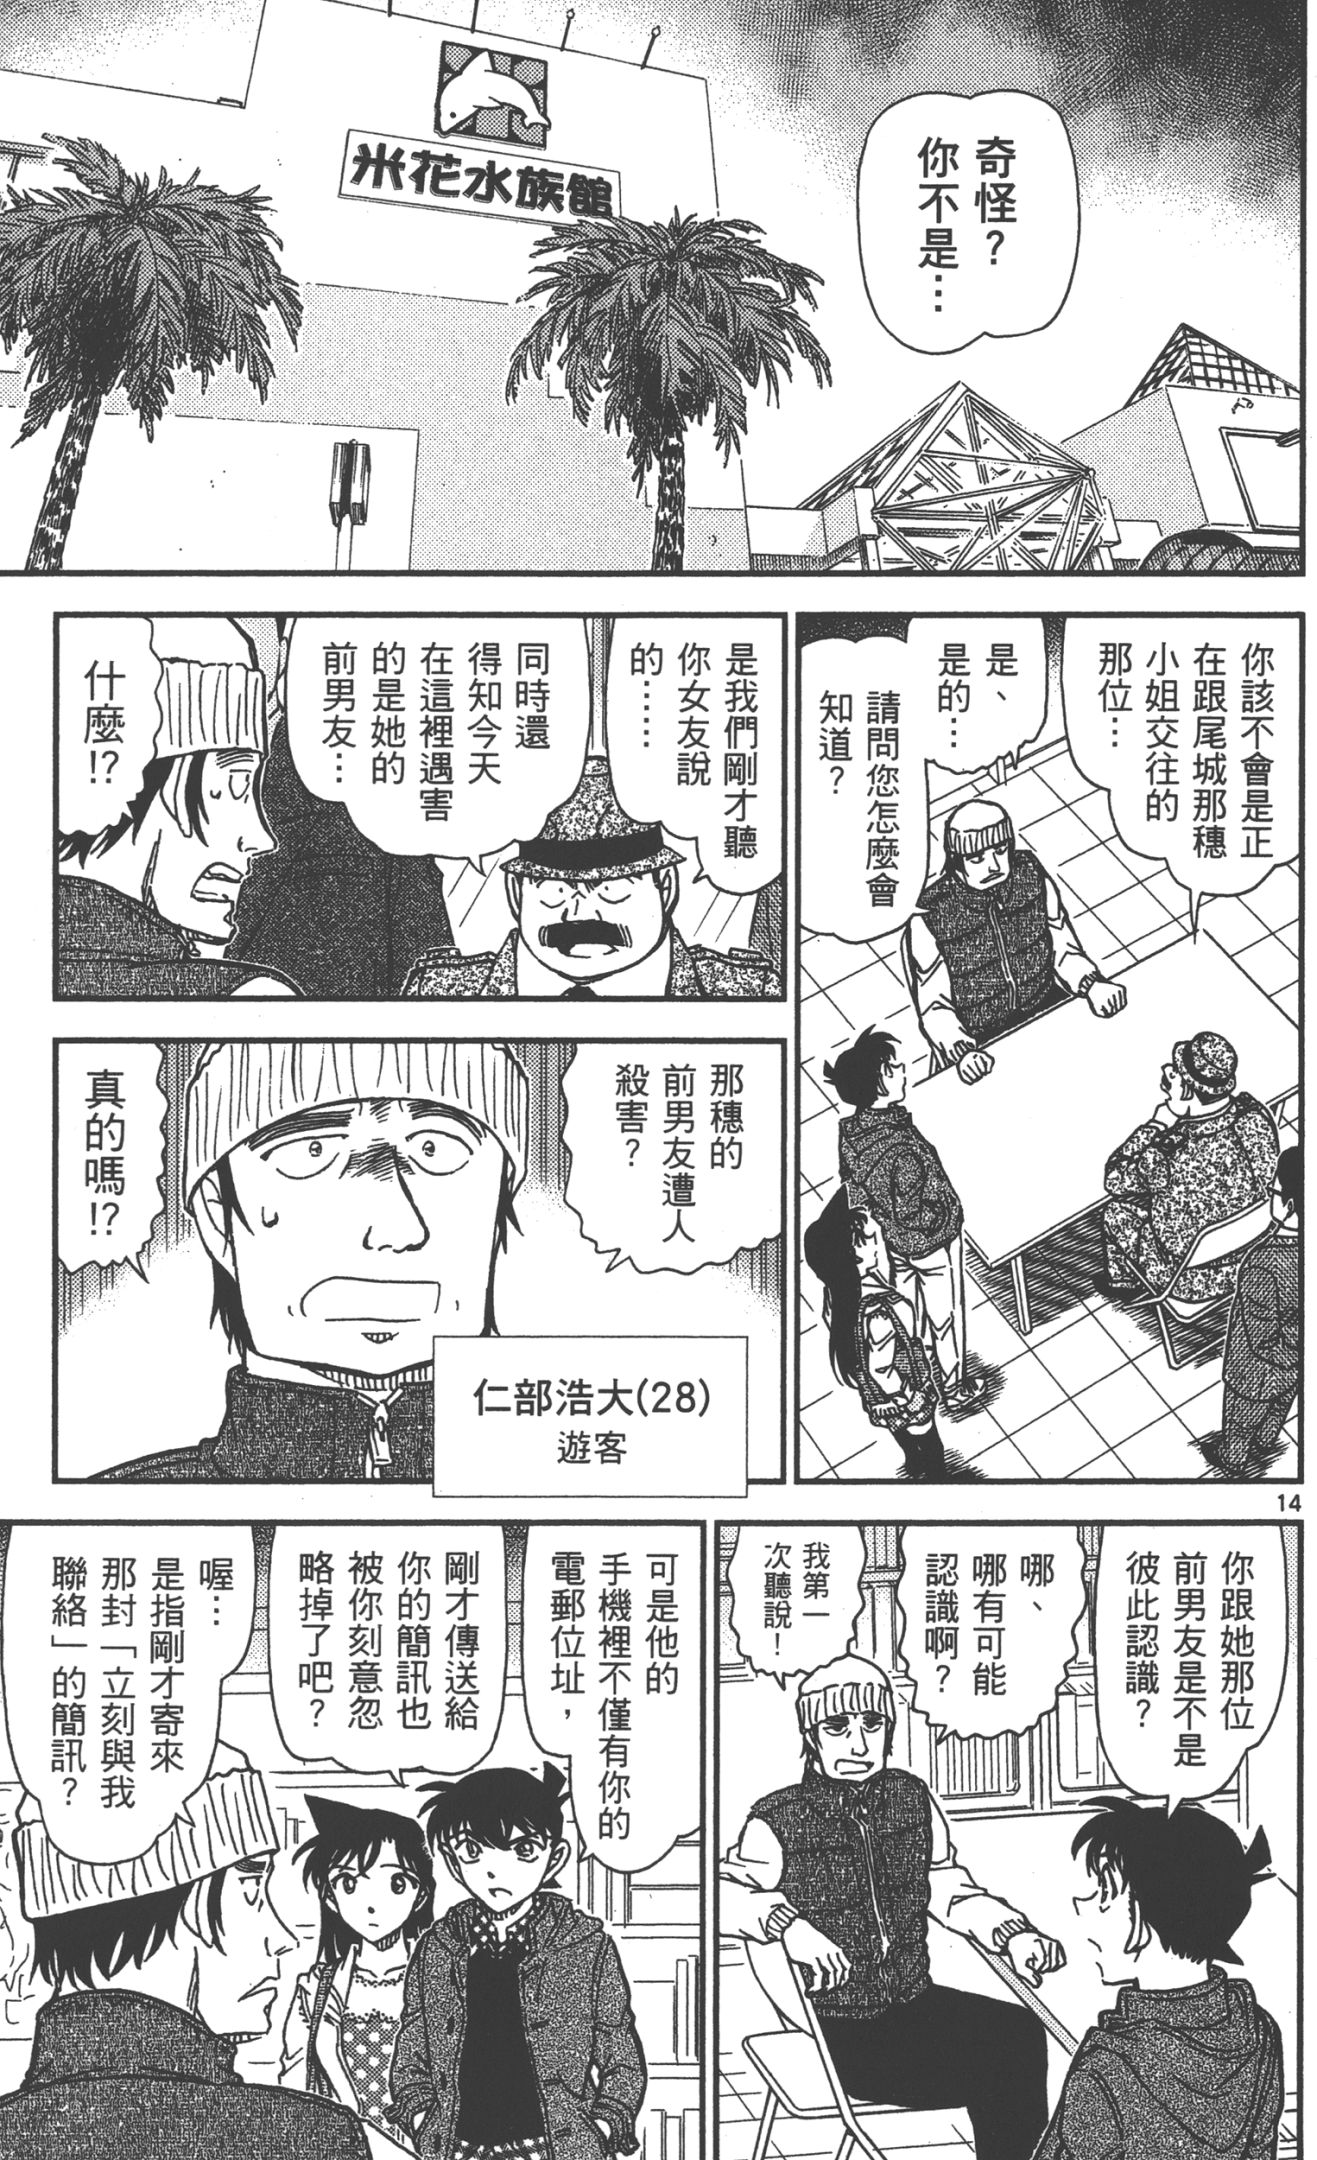 米花水族館
奇怪？
你不是…
你該不會是正
在跟尾城那穗
小姐交往的
那位…
是、
是的…
請問您怎麼會
知道？
是我們剛才聽
你女友說
的……
同時還
得知今天
在這裡遇害
的是她的
前男友…
什麼!?
那穗的
前男友遭人
殺害？
真的嗎!?
仁部浩大(28)
遊客
14
你跟她那位
前男友是不是
彼此認識？
哪、
哪有可能
認識啊？
我第一
次聽說！
可是他的
手機裡不僅有你的
電郵位址，
剛才傳送給
你的簡訊也
被你刻意忽
略掉了吧？
喔…
是指剛才寄來
那封「立刻與我
聯絡」的簡訊？